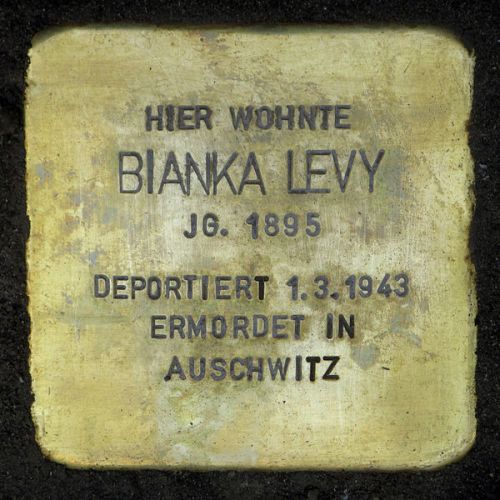 HIER WOHNTE
BIANKA LEVY
JG. 1895
DEPORTIERT 1.3.1943
ERMORDET IN
AUSCHWITZ